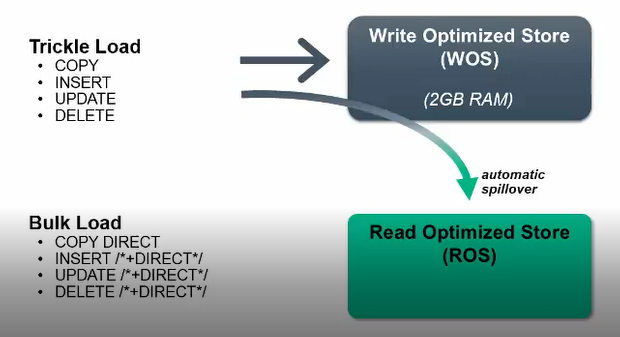 Trickle Load
• COPY
• INSERT
• UPDATE
• DELETE
Write Optimized Store
(WOS)
(2GB RAM)
automatic
spillover
Bulk Load
• COPY DIRECT
• INSERT /*+DIRECT*/
• UPDATE /*+DIRECT*/
• DELETE /*+DIRECT*/
Read Optimized Store
(ROS)